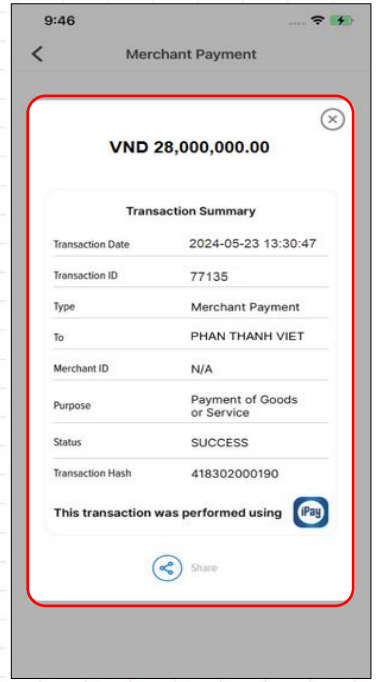 9:46
Merchant Payment
VND 28,000,000.00
Transaction Summary
Transaction Date 2024-05-23 13:30:47
Transaction ID 77135
Type Merchant Payment
To PHAN THANH VIET
Merchant ID N/A
Purpose Payment of Goods
or Service
Status SUCCESS
Transaction Hash 418302000190
This transaction was performed using iPay
Share